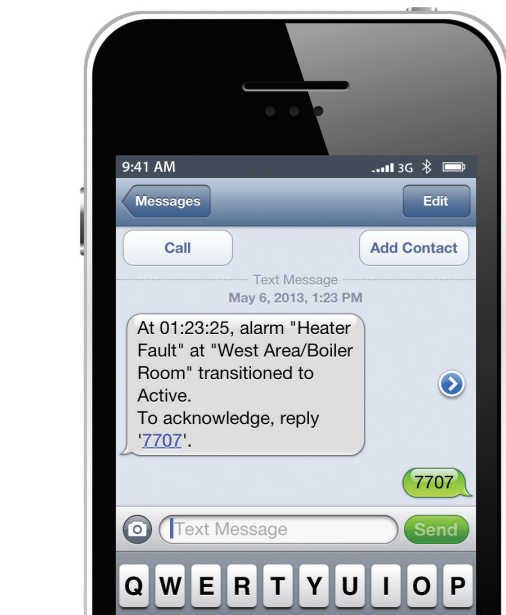 9:41 AM 3G
Messages Edit
Call Add Contact
Text Message
May 6, 2013, 1:23 PM
At 01:23:25, alarm "Heater
Fault" at "West Area/Boiler
Room" transitioned to
Active.
To acknowledge, reply
'7707'.
7707
Text Message Send
Q W E R T Y U I O P